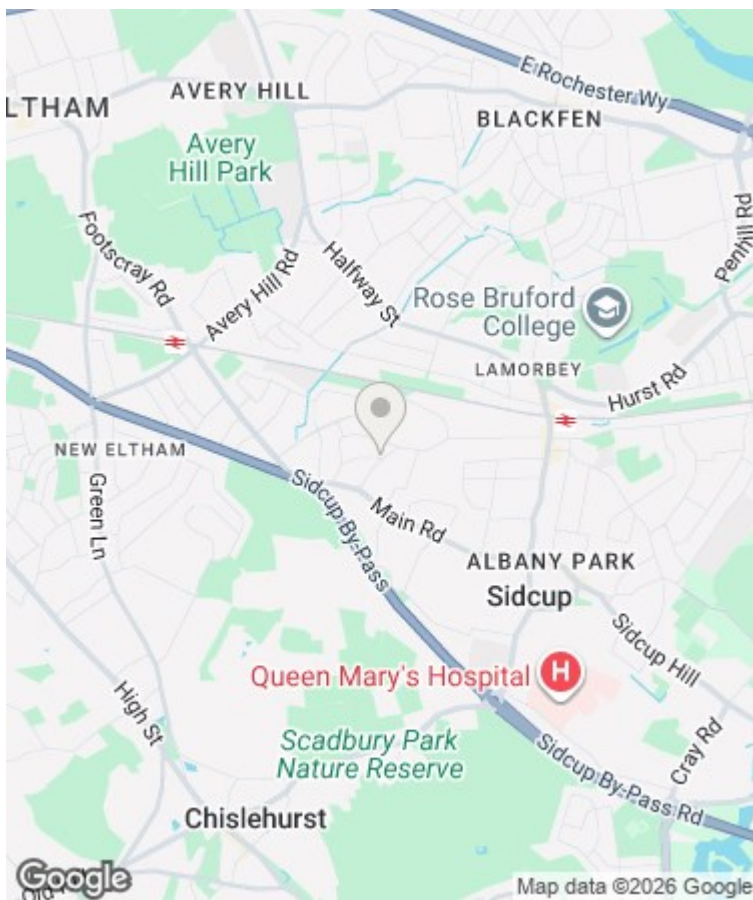 E Rochester Wy
AVERY HILL
LTHAM
BLACKFEN
Avery
Hill Park
Penhill Rd
Footscray Rd
Avery Hill Rd
Halfway St
Rose Bruford
College
LAMORBEY
Hurst Rd
NEW ELTHAM
Green Ln
Sidcup By-Pass
Main Rd
ALBANY PARK
Sidcup
Sidcup Hill
Queen Mary's Hospital
H
High St
Scadbury Park
Nature Reserve
Sidcup By-Pass Rd
Cray Rd
Chislehurst
Google
Map data ©2026 Google